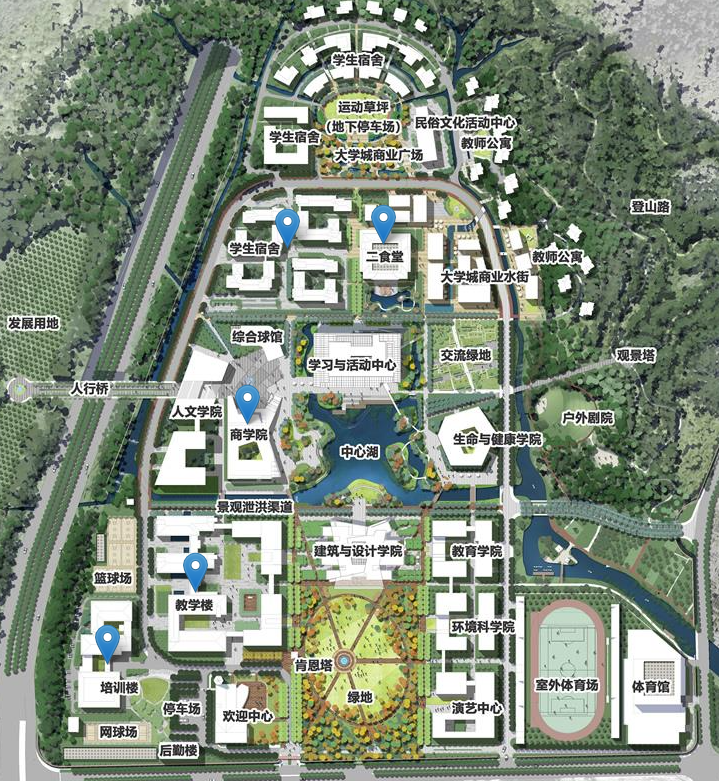 学生宿舍
运动草坪
(地下停车场)
民俗文化活动中心
学生宿舍
教师公寓
大学城商业广场
登山路
学生宿舍
二食堂
教师公寓
大学城商业水街
发展用地
综合球馆
学习与活动中心
交流绿地
观景塔
人行桥
人文学院
户外剧院
商学院
生命与健康学院
中心湖
景观泄洪渠道
建筑与设计学院
教育学院
篮球场
教学楼
环境科学院
肯恩塔
培训楼
绿地
室外体育场
体育馆
停车场
欢迎中心
演艺中心
网球场
后勤楼